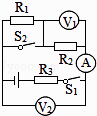 R₁ V₁
S₂
R₂
A
R₃ S₁
V₂